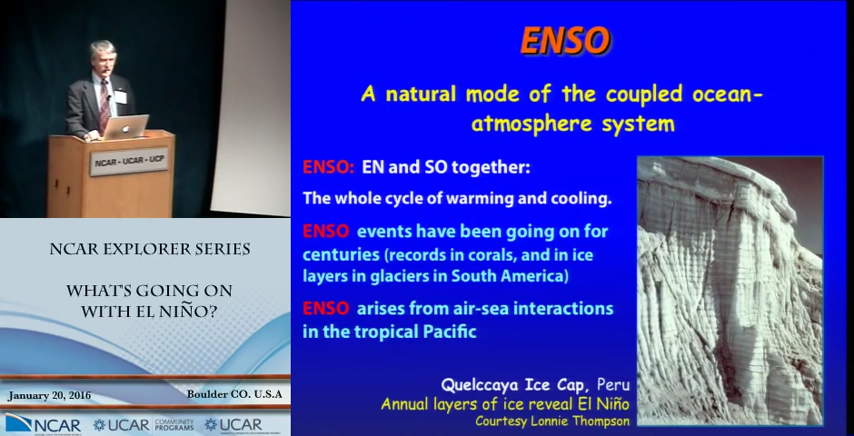 NCAR - UCAR - UCP
NCAR EXPLORER SERIES
WHAT'S GOING ON
WITH EL NIÑO?
January 20, 2016
Boulder CO. U.S.A
NCAR
UCAR COMMUNITY
PROGRAMS
UCAR
ENSO
A natural mode of the coupled ocean-
atmosphere system
ENSO: EN and SO together:
The whole cycle of warming and cooling.
ENSO events have been going on for
centuries (records in corals, and in ice
layers in glaciers in South America)
ENSO arises from air-sea interactions
in the tropical Pacific
Quelccaya Ice Cap, Peru
Annual layers of ice reveal El Niño
Courtesy Lonnie Thompson